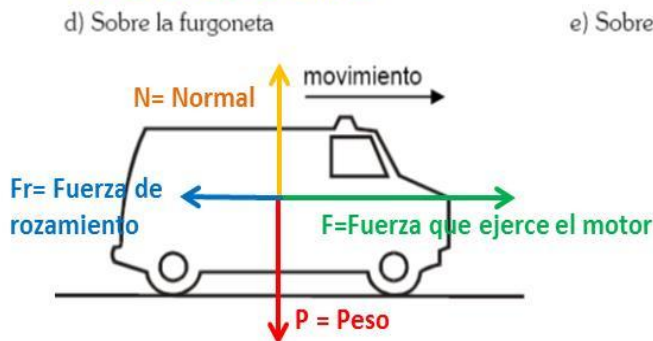 d) Sobre la furgoneta
e) Sobre
movimiento
N= Normal
Fr= Fuerza de
rozamiento
F=Fuerza que ejerce el motor
P = Peso